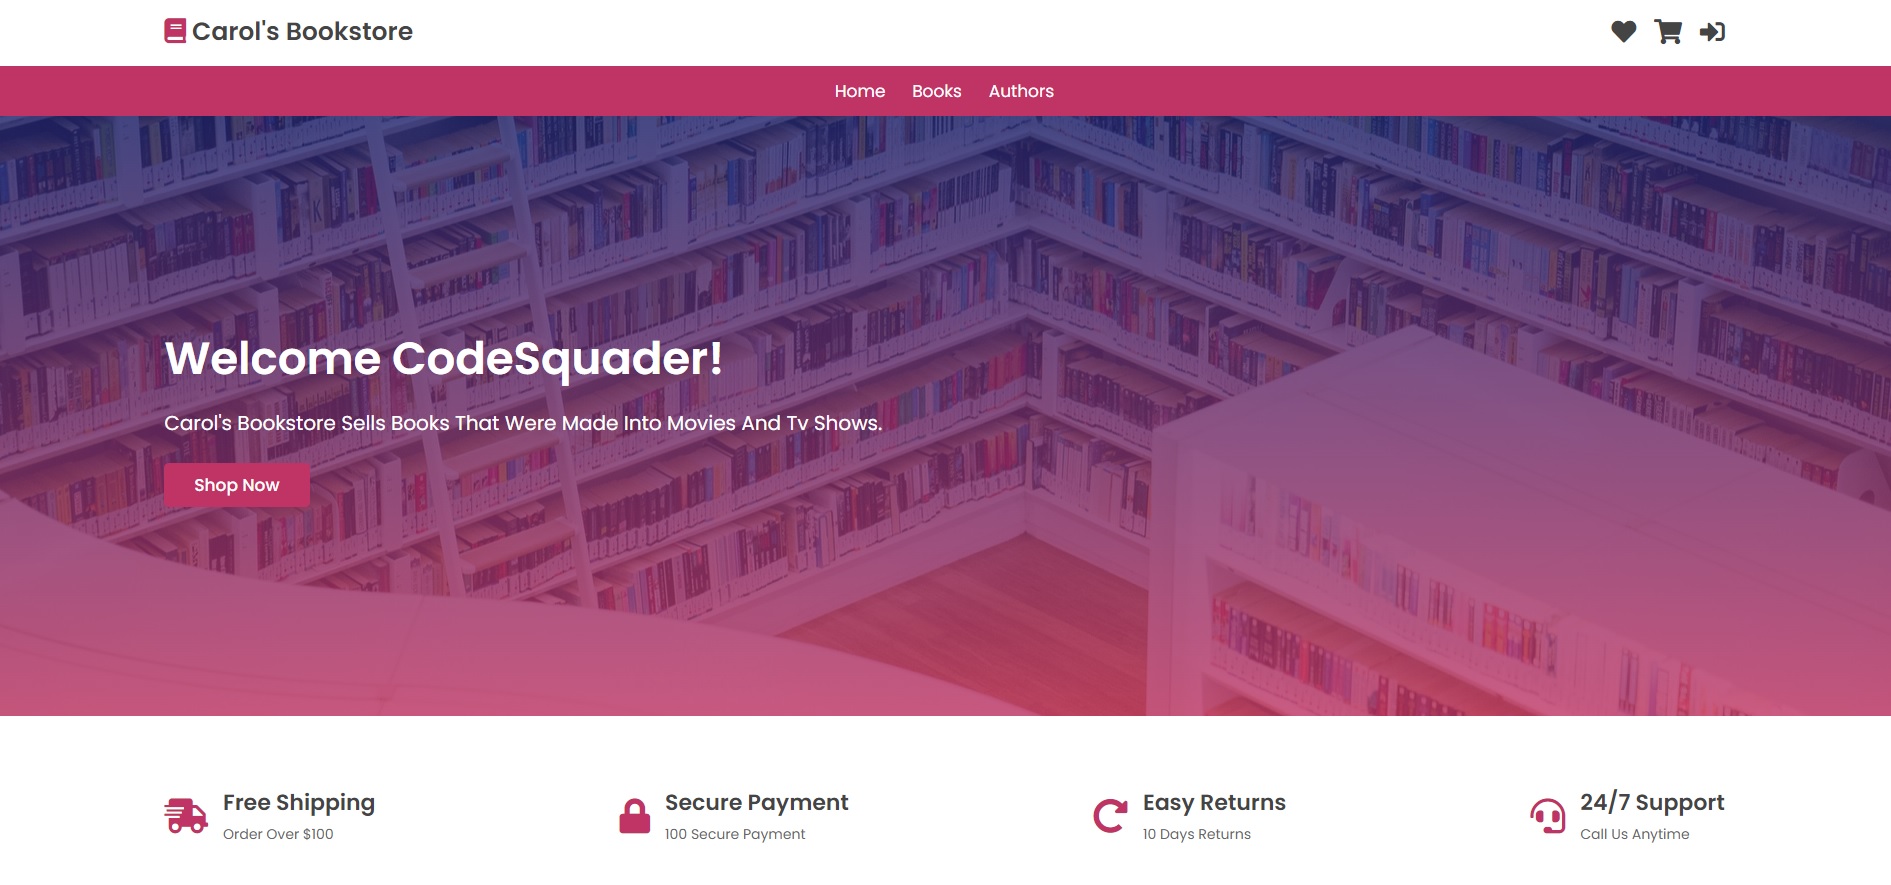 Carol's Bookstore
Home Books Authors
Welcome CodeSquader!
Carol's Bookstore Sells Books That Were Made Into Movies And Tv Shows.
Shop Now
Free Shipping
Order Over $100
Secure Payment
100 Secure Payment
Easy Returns
10 Days Returns
24/7 Support
Call Us Anytime